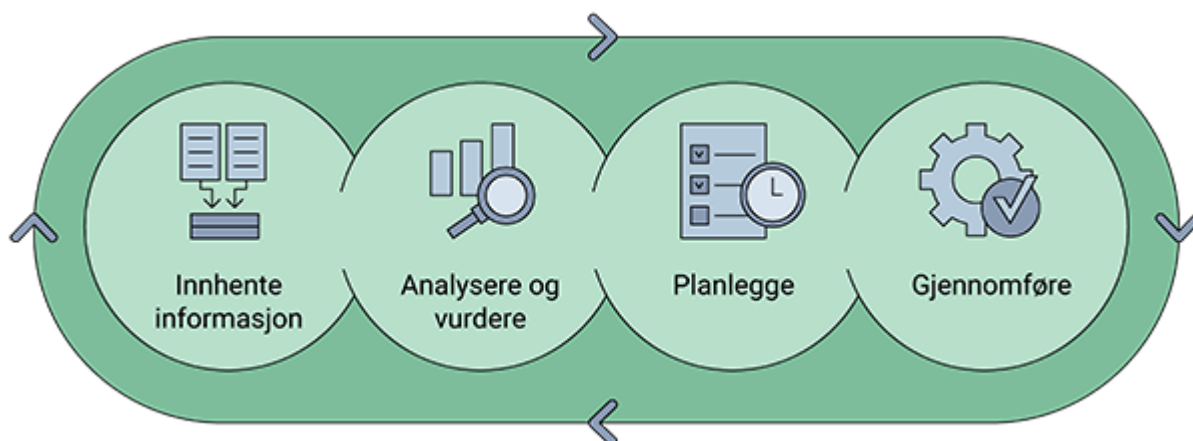 Innhente
informasjon
Analysere og
vurdere
Planlegge
Gjennomføre